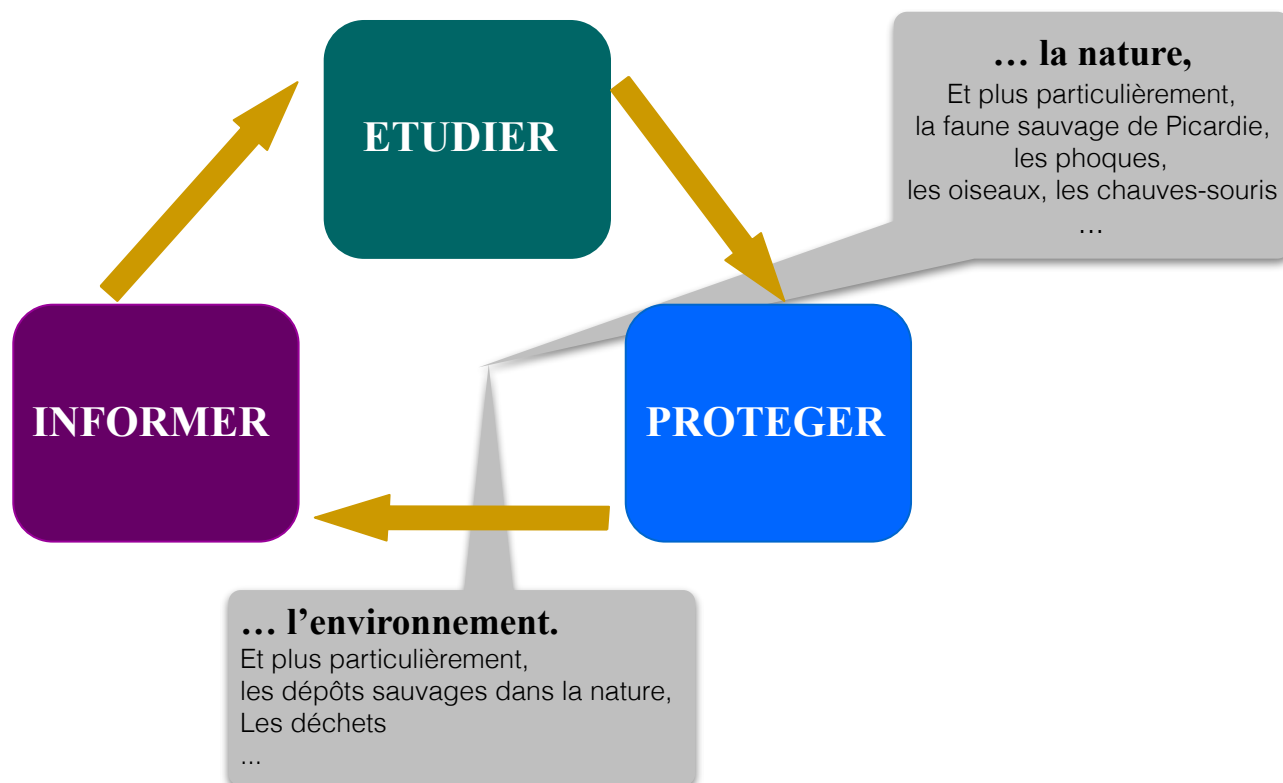 … la nature,
Et plus particulièrement,
la faune sauvage de Picardie,
les phoques,
les oiseaux, les chauves-souris
…
ETUDIER
INFORMER
PROTEGER
… l’environnement.
Et plus particulièrement,
les dépôts sauvages dans la nature,
Les déchets
...